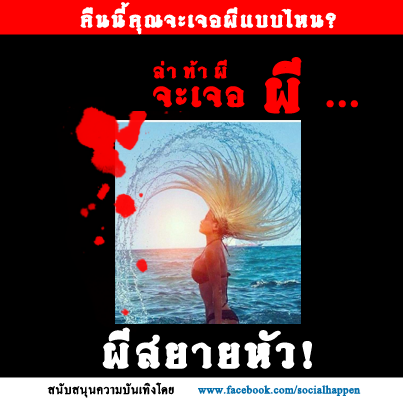 คืนนี้คุณจะเจอผีแบบไหน?
ล่า ท้า ผี
จะเจอ ผี ...
ผีสยายหัว!
สนับสนุนความบันเทิงโดย www.facebook.com/socialhappen